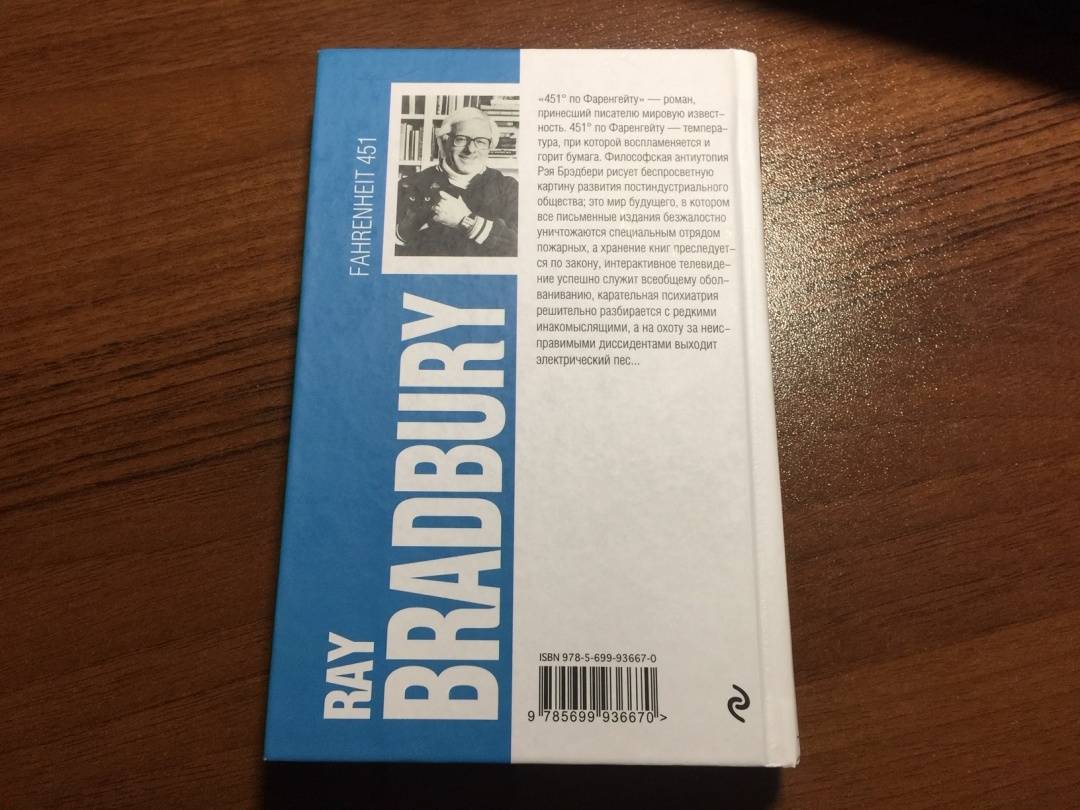 FAHRENHEIT 451
RAY
BRADBURY
«451° по Фаренгейту» — роман,
принесший писателю мировую извест-
ность. 451° по Фаренгейту — темпера-
тура, при которой воспламеняется и
горит бумага. Философская антиутопия
Рэя Брэдбери рисует беспросветную
картину развития постиндустриального
общества; это мир будущего, в котором
все письменные издания безжалостно
уничтожаются специальным отрядом
пожарных, а хранение книг преследует-
ся по закону, интерактивное телевиде-
ние успешно служит всеобщему обол-
ваниванию, карательная психиатрия
решительно разбирается с редкими
инакомыслящими, а на охоту за неис-
правимыми диссидентами выходит
электрический пес...
ISBN 978-5-699-93667-0
9 785699 936670 >